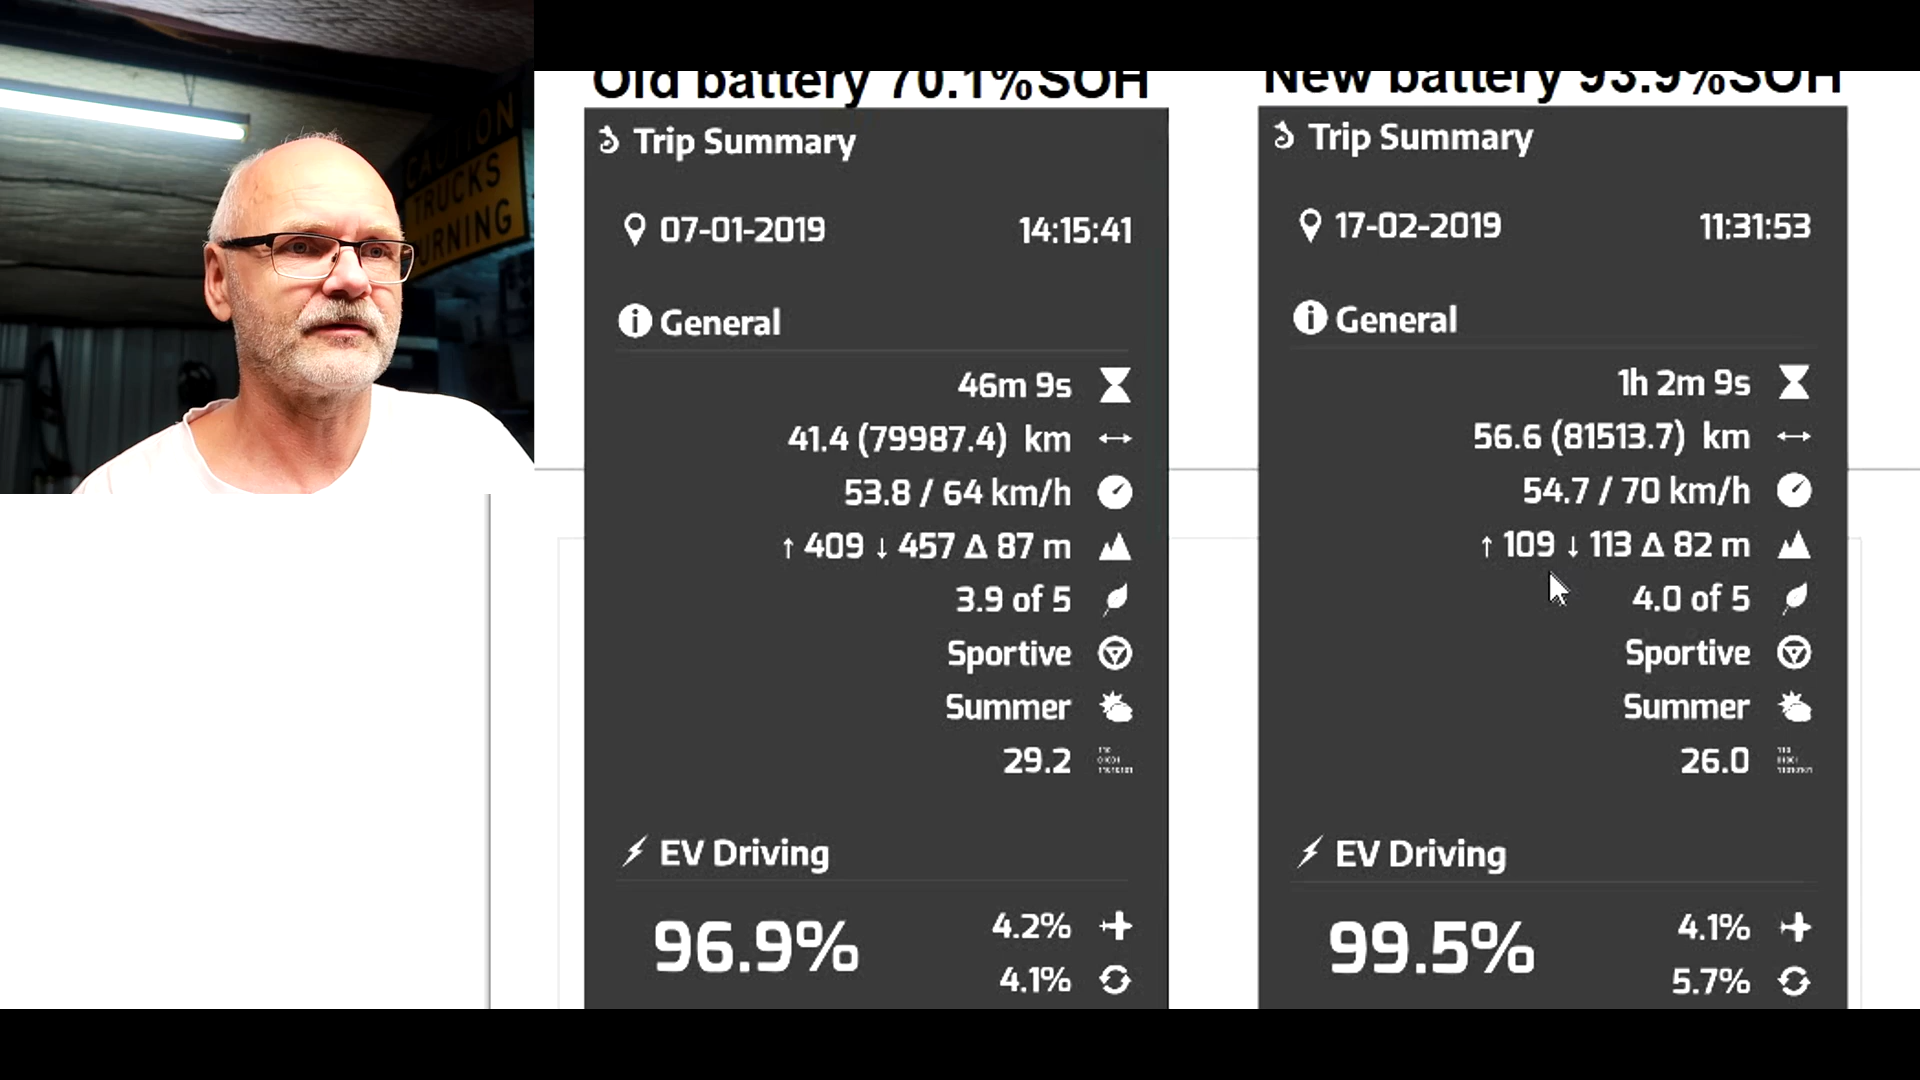 CAUTION
TRUCKS
TURNING
Old battery 70.1%SOH
Trip Summary
07-01-2019 14:15:41
General
46m 9s
41.4 (79987.4) km
53.8 / 64 km/h
↑ 409 ↓ 457 Δ 87 m
3.9 of 5
Sportive
Summer
29.2
EV Driving
96.9%
4.2%
4.1%
New battery 93.9%SOH
Trip Summary
17-02-2019 11:31:53
General
1h 2m 9s
56.6 (81513.7) km
54.7 / 70 km/h
↑ 109 ↓ 113 Δ 82 m
4.0 of 5
Sportive
Summer
26.0
EV Driving
99.5%
4.1%
5.7%